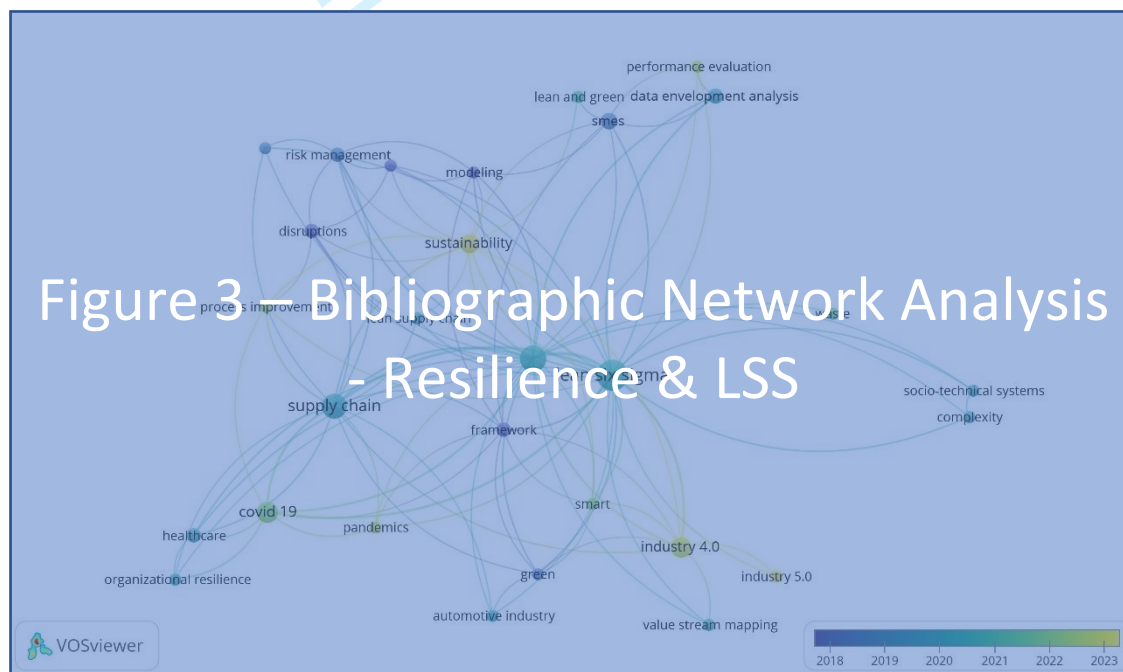 performance evaluation
lean and green
data envelopment analysis
smes
risk management
modeling
disruptions
sustainability
Figure 3 – Bibliographic Network Analysis
- Resilience & LSS
process improvement
lean supply chain
waste
lean six sigma
socio-technical systems
supply chain
complexity
framework
smart
covid 19
pandemics
healthcare
industry 4.0
organizational resilience
green
industry 5.0
automotive industry
value stream mapping
VOSviewer
2018 2019 2020 2021 2022 2023